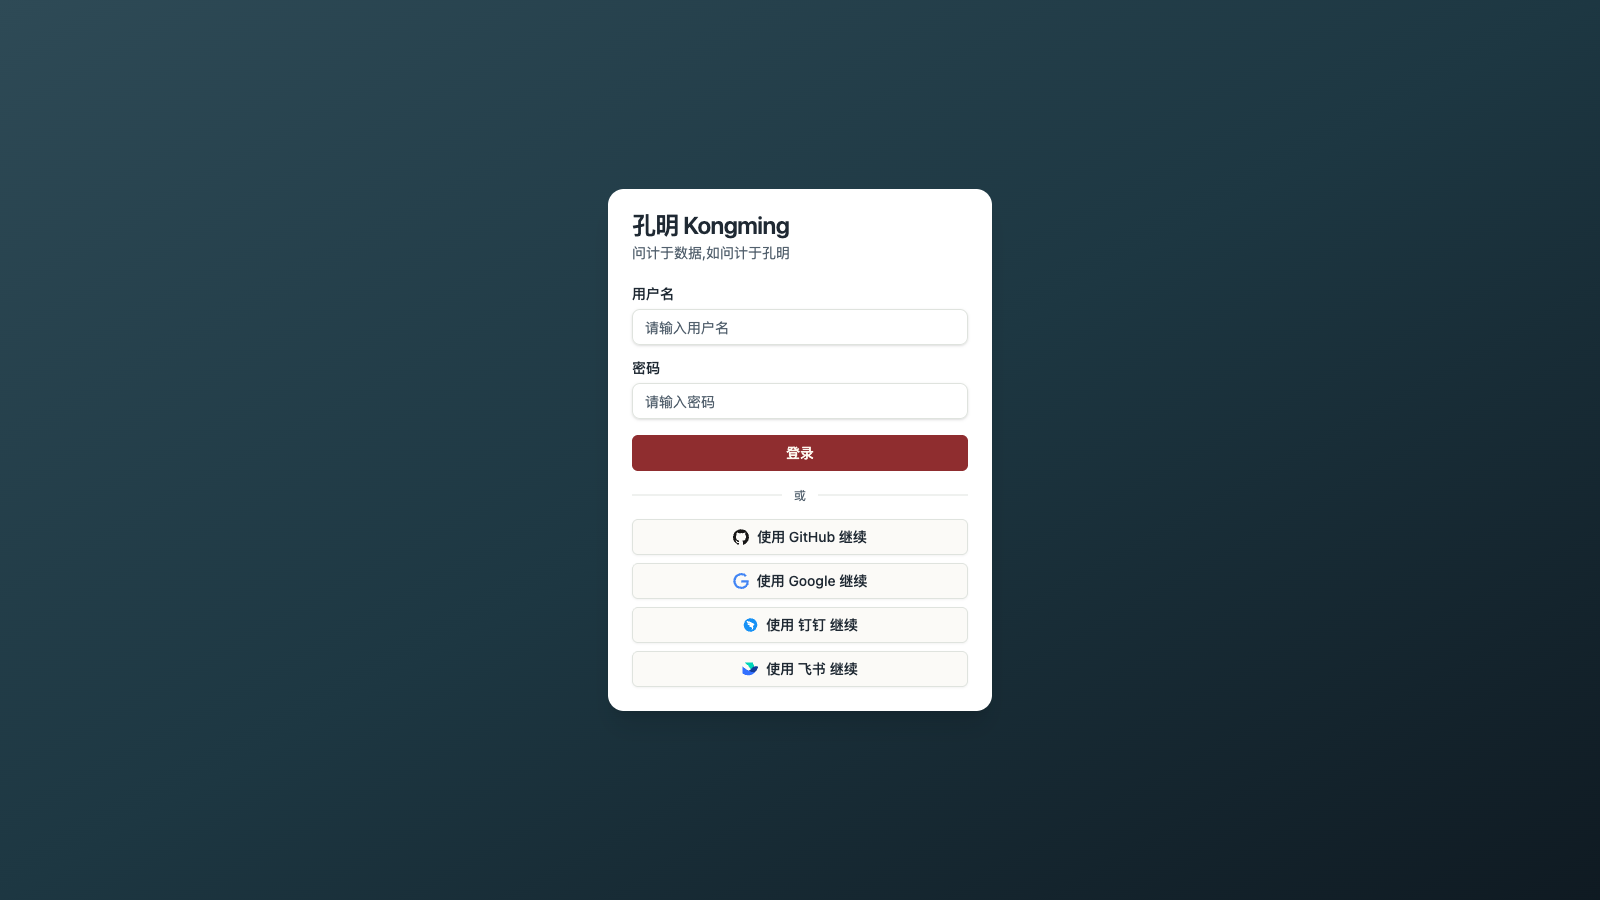 孔明 Kongming
问计于数据,如问计于孔明
用户名
请输入用户名
密码
请输入密码
登录
或
使用 GitHub 继续
使用 Google 继续
使用 钉钉 继续
使用 飞书 继续